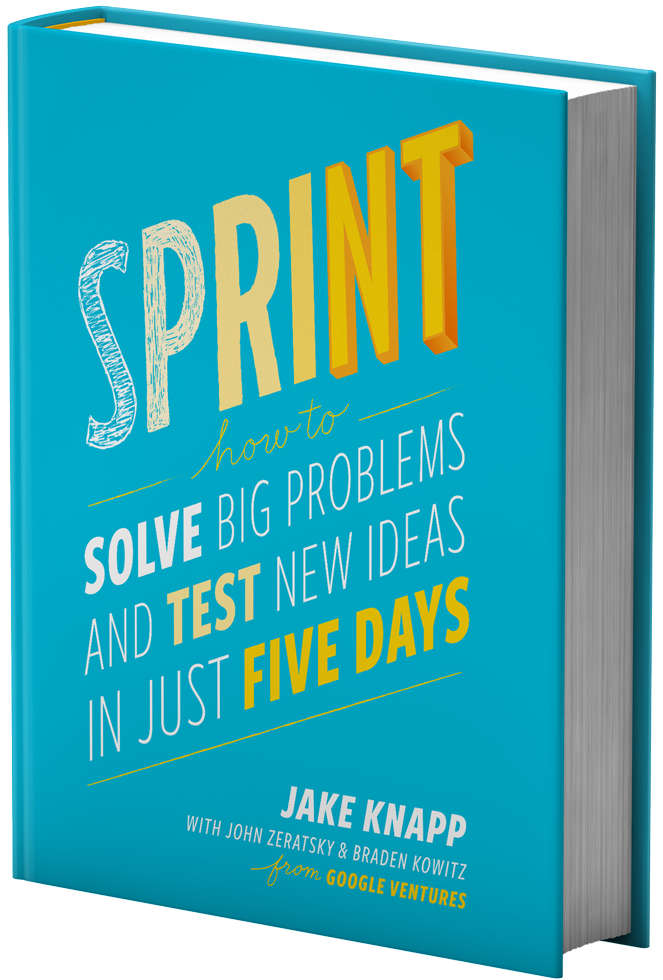 SPRINT
how to
SOLVE BIG PROBLEMS
AND TEST NEW IDEAS
IN JUST FIVE DAYS
JAKE KNAPP
WITH JOHN ZERATSKY & BRADEN KOWITZ
from GOOGLE VENTURES